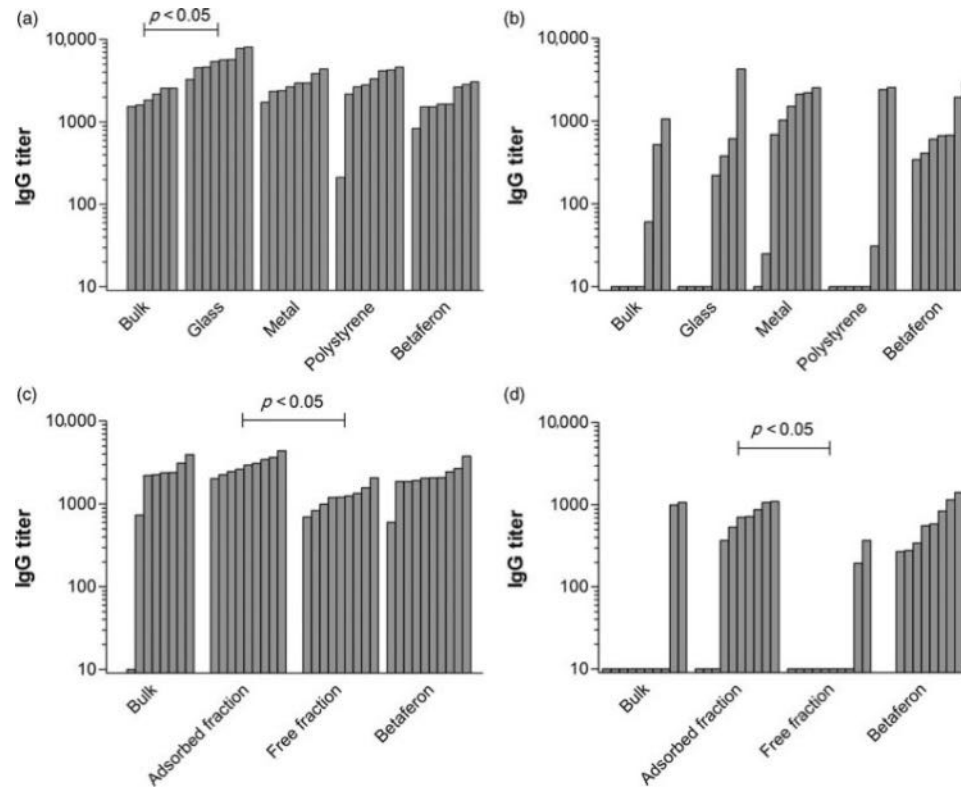 (a)
p < 0.05
10,000
1000
100
10
IgG titer
Bulk
Glass
Metal
Polystyrene
Betaferon
(b)
10,000
1000
100
10
IgG titer
Bulk
Glass
Metal
Polystyrene
Betaferon
(c)
p < 0.05
10.000
1000
100
10
IgG titer
Bulk
Adsorbed fraction
Free fraction
Betaferon
(d)
p < 0.05
10.000
1000
100
10
IgG titer
Bulk
Adsorbed fraction
Free fraction
Betaferon